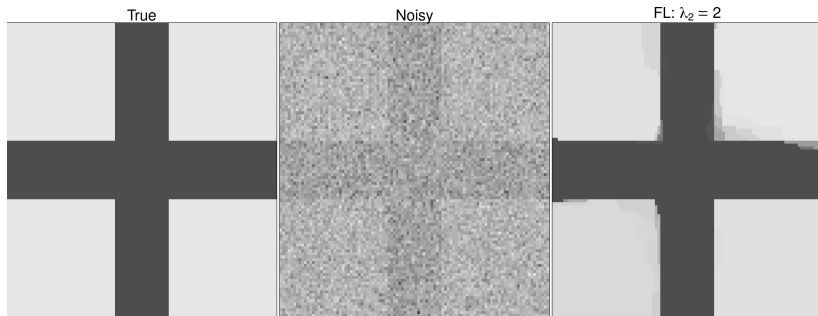 True
Noisy
FL: λ₂ = 2